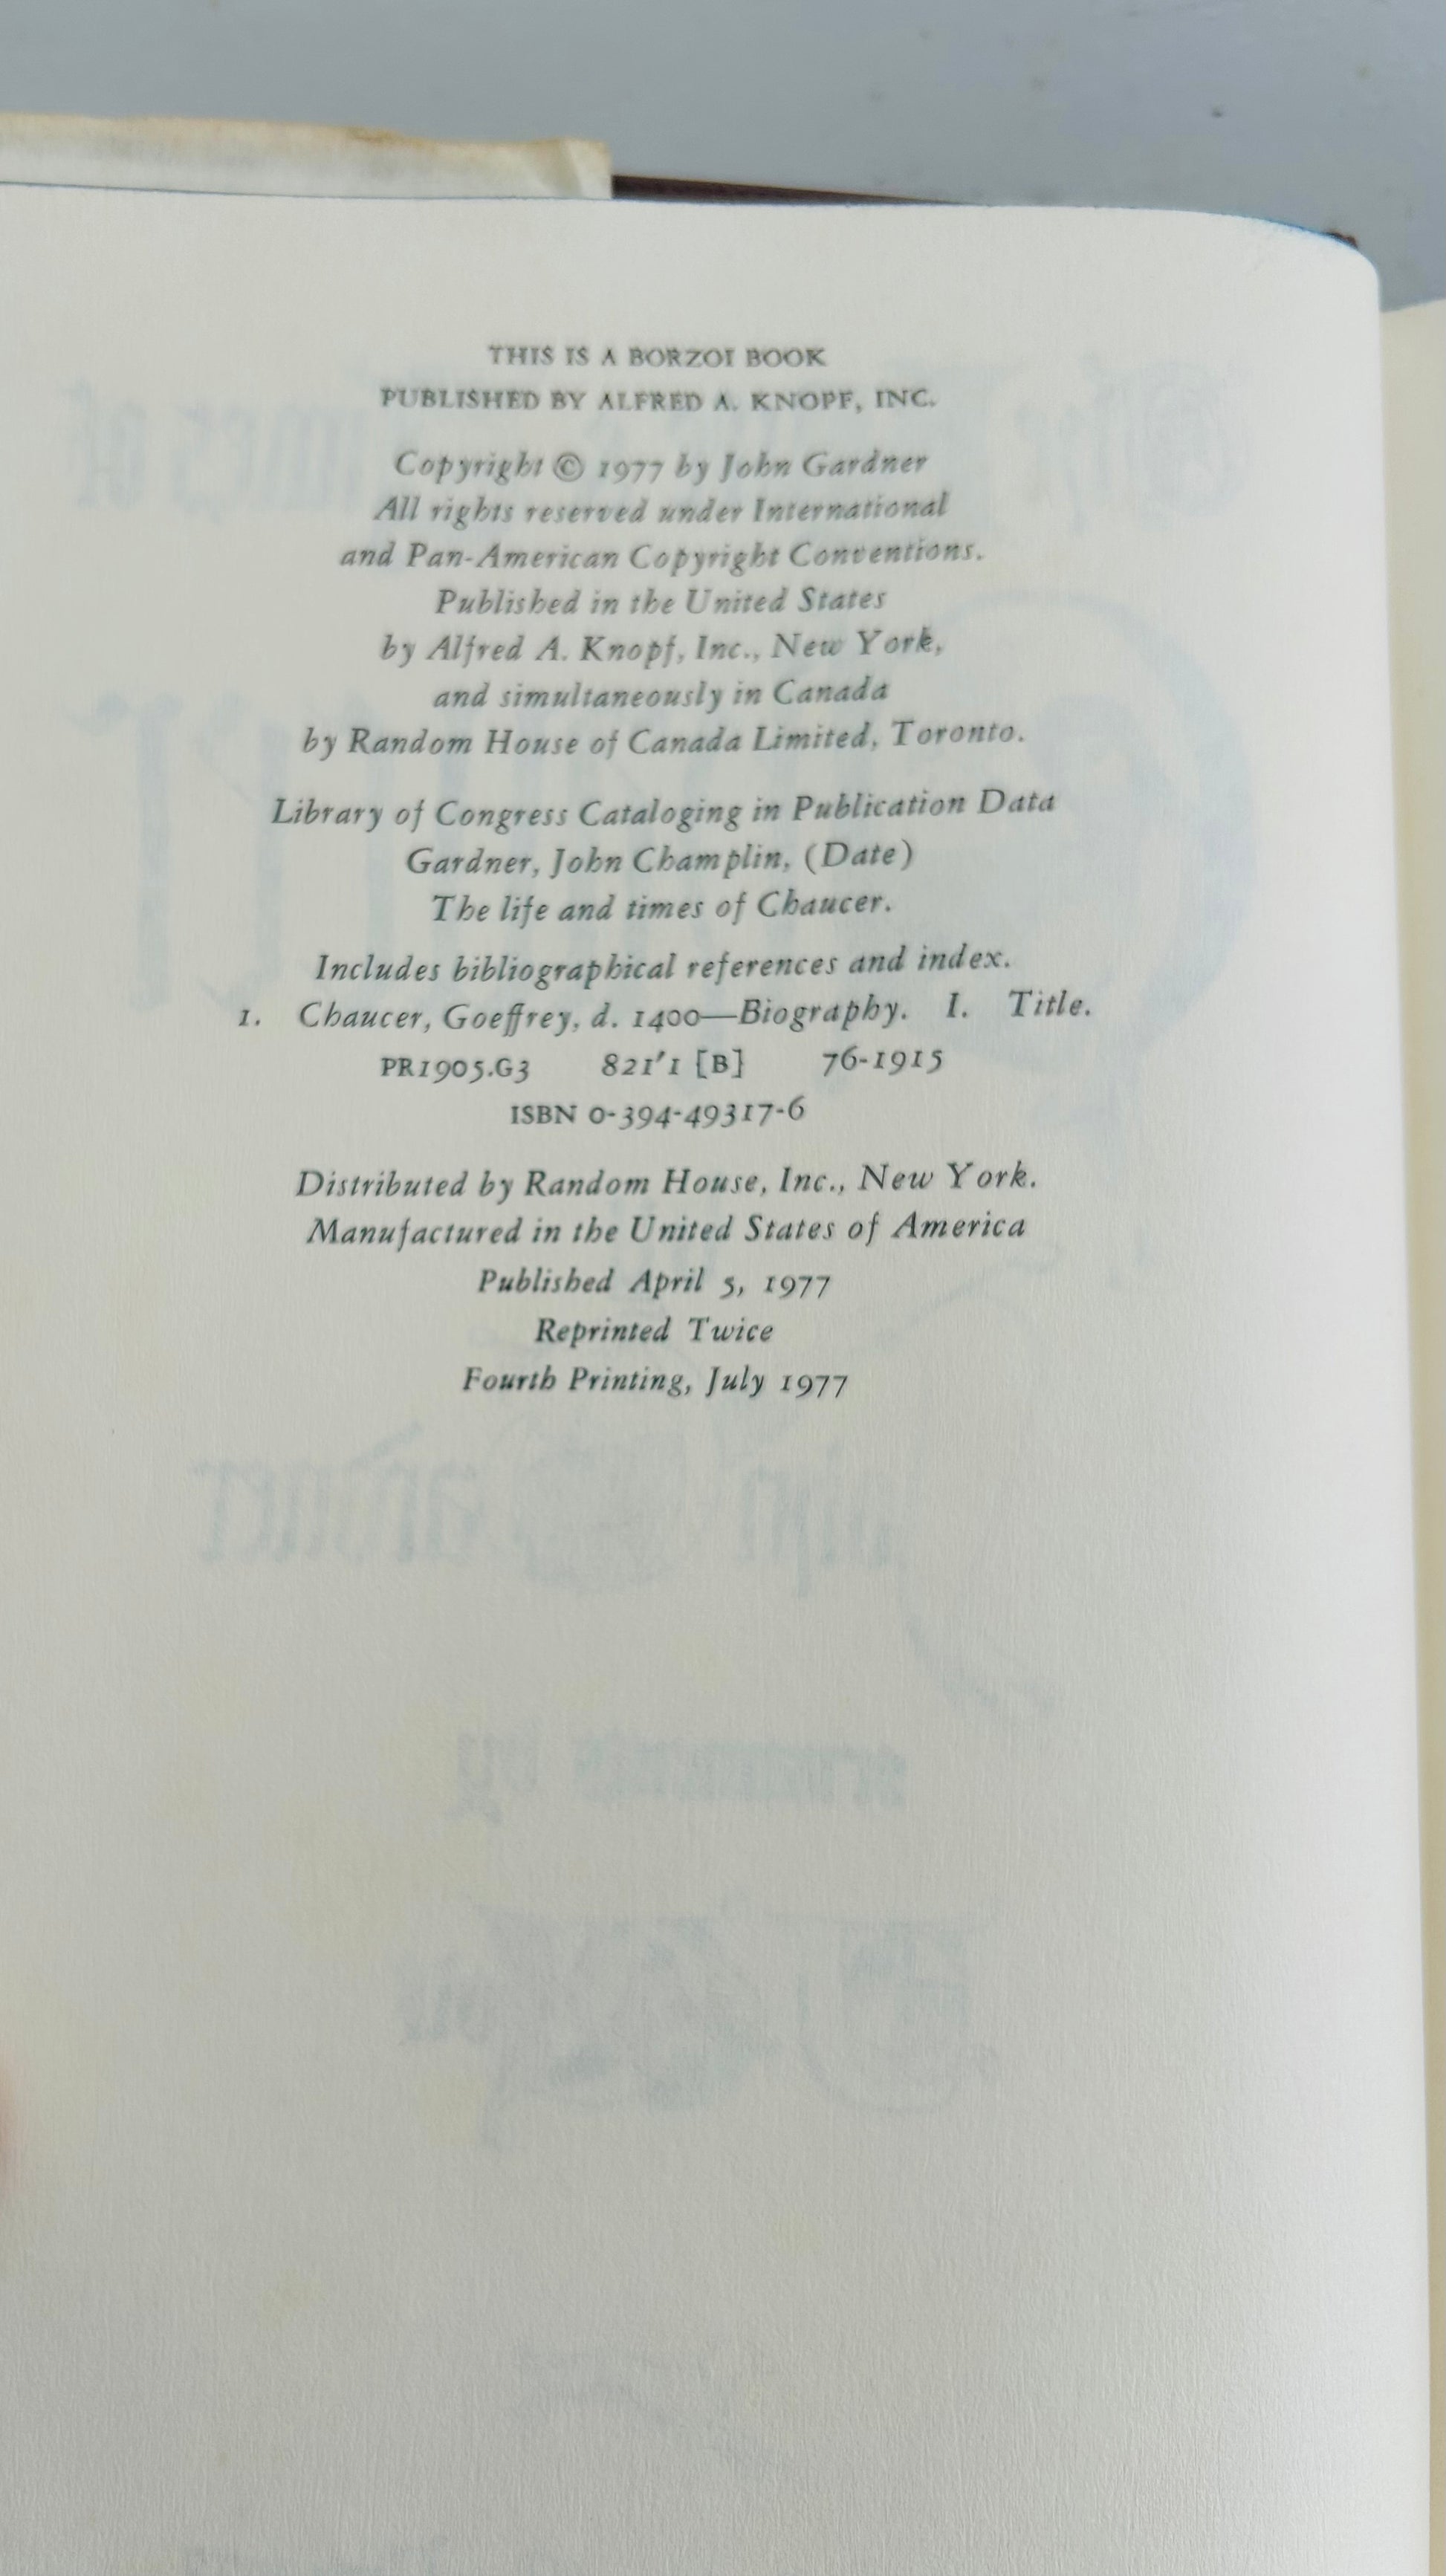 THIS IS A BORZOI BOOK
PUBLISHED BY ALFRED A. KNOPF, INC.
Copyright © 1977 by John Gardner
All rights reserved under International
and Pan-American Copyright Conventions.
Published in the United States
by Alfred A. Knopf, Inc., New York,
and simultaneously in Canada
by Random House of Canada Limited, Toronto.
Library of Congress Cataloging in Publication Data
Gardner, John Champlin, (Date)
The life and times of Chaucer.
Includes bibliographical references and index.
1. Chaucer, Goeffrey, d. 1400—Biography. I. Title.
PR1905.G3 821'1 [B] 76-1915
ISBN 0-394-49317-6
Distributed by Random House, Inc., New York.
Manufactured in the United States of America
Published April 5, 1977
Reprinted Twice
Fourth Printing, July 1977